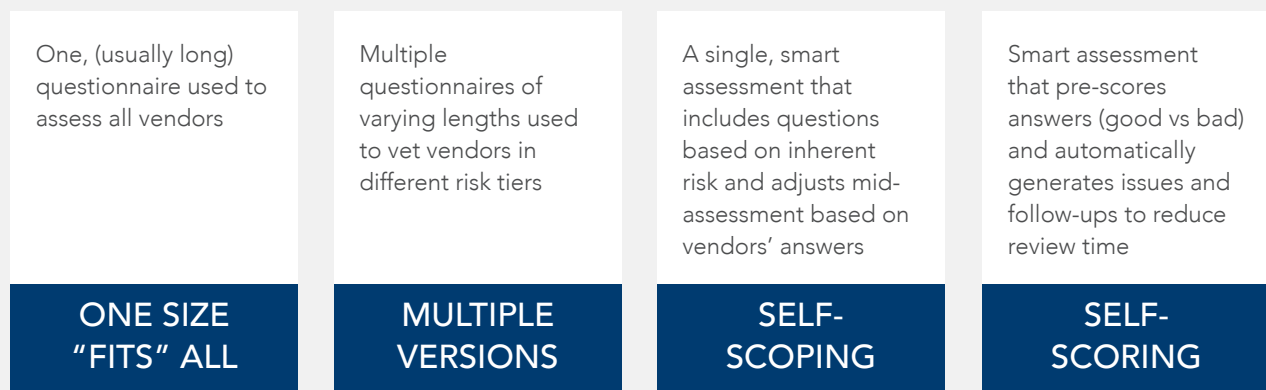 One, (usually long)
questionnaire used to
assess all vendors
ONE SIZE
“FITS” ALL
Multiple
questionnaires of
varying lengths used
to vet vendors in
different risk tiers
MULTIPLE
VERSIONS
A single, smart
assessment that
includes questions
based on inherent
risk and adjusts mid-
assessment based on
vendors’ answers
SELF-
SCOPING
Smart assessment
that pre-scores
answers (good vs bad)
and automatically
generates issues and
follow-ups to reduce
review time
SELF-
SCORING